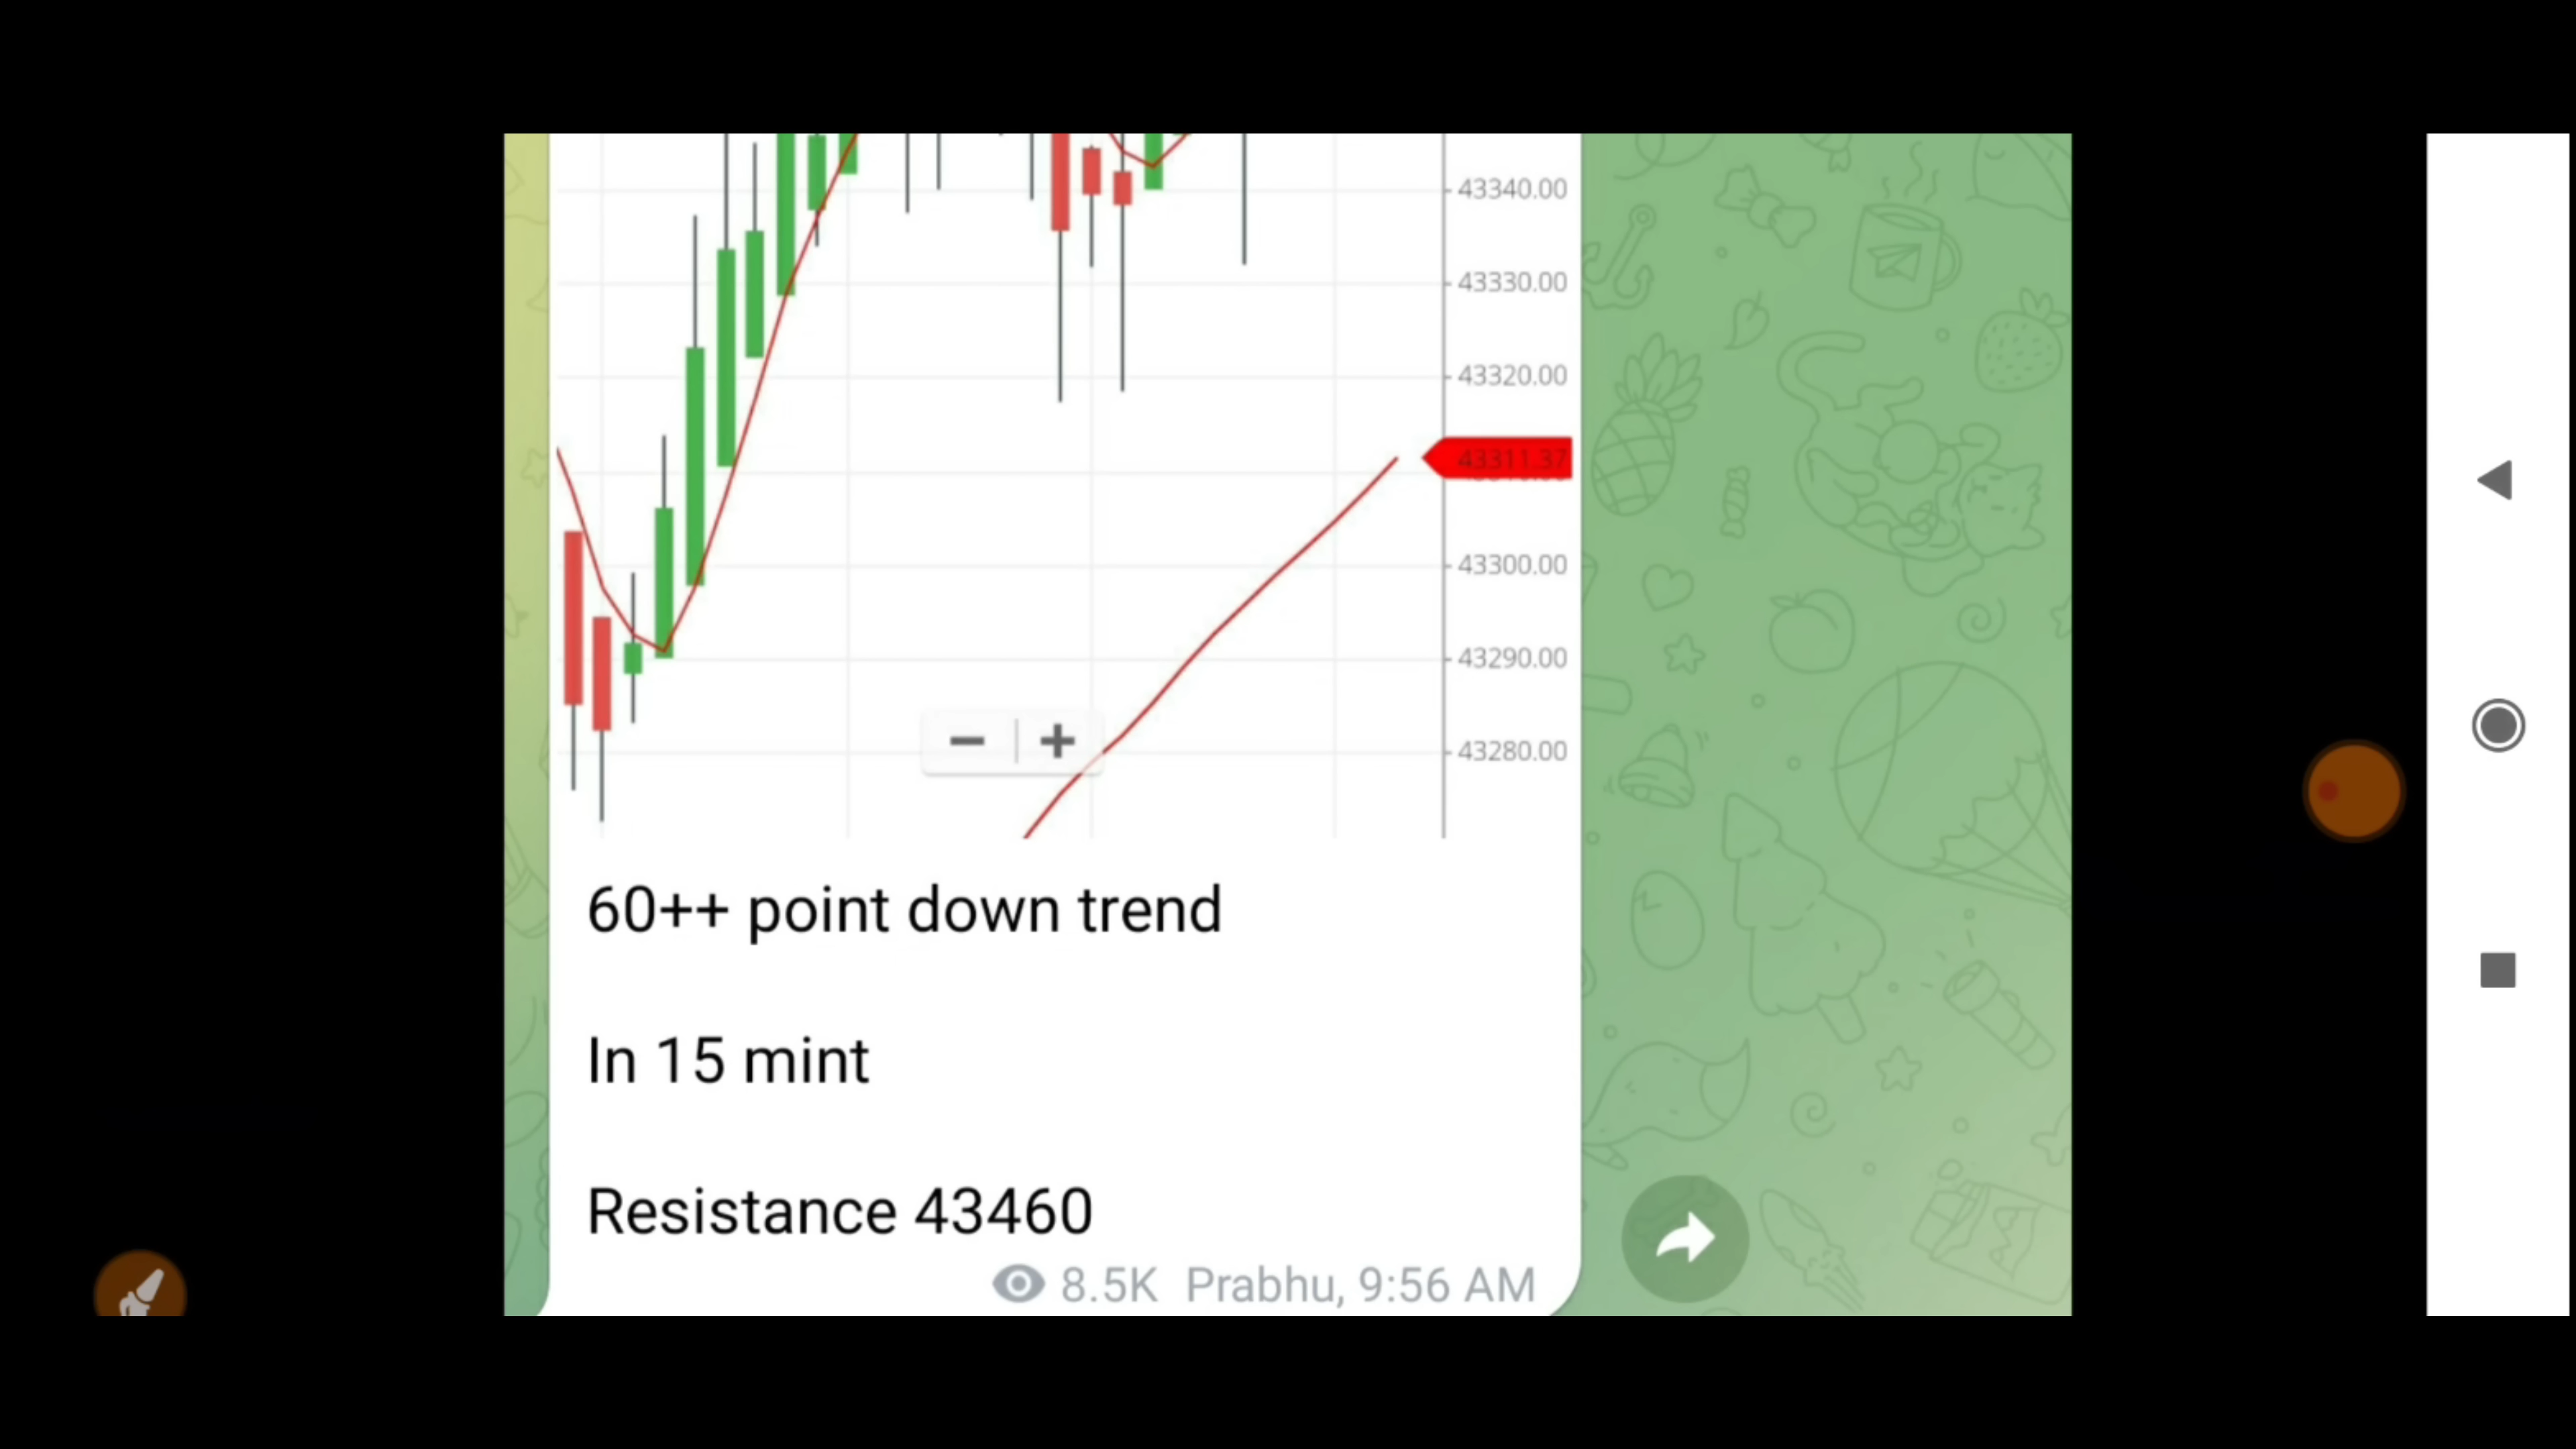 43340.00
43330.00
43320.00
43311.37
43300.00
43290.00
43280.00
− +
60++ point down trend
In 15 mint
Resistance 43460
8.5K Prabhu, 9:56 AM